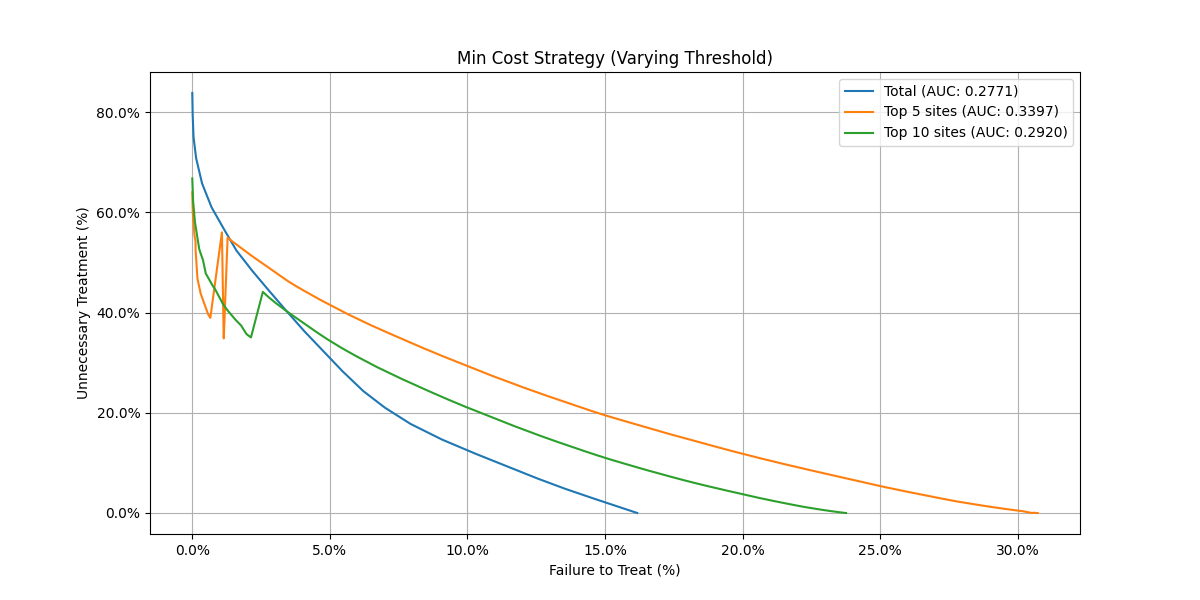 Min Cost Strategy (Varying Threshold)
Total (AUC: 0.2771)
Top 5 sites (AUC: 0.3397)
Top 10 sites (AUC: 0.2920)
Unnecessary Treatment (%)
80.0%
60.0%
40.0%
20.0%
0.0%
0.0% 5.0% 10.0% 15.0% 20.0% 25.0% 30.0%
Failure to Treat (%)